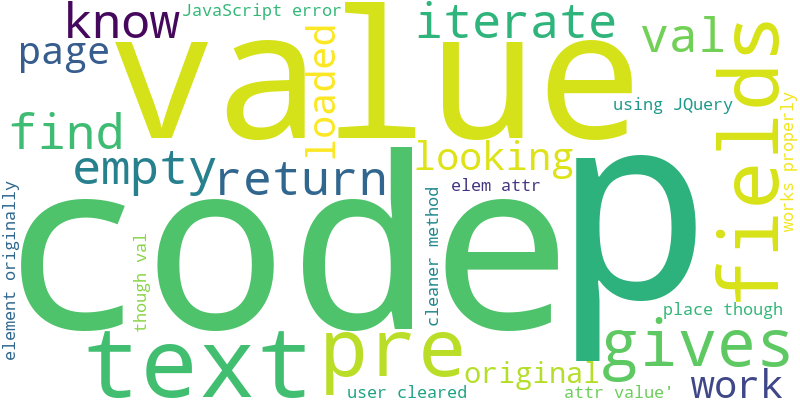 know
JavaScript error
iterate
page
value
loaded
val
fields
using JQuery
works properly
find
empty
return
looking
elem attr
code
p
element originally
though val
cleaner method
place though
text
pre
original
gives
user cleared
attr value'
work